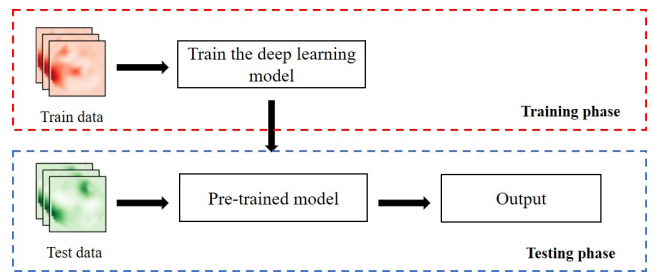 Train the deep learning
model
Train data
Training phase
Pre-trained model
Output
Test data
Testing phase